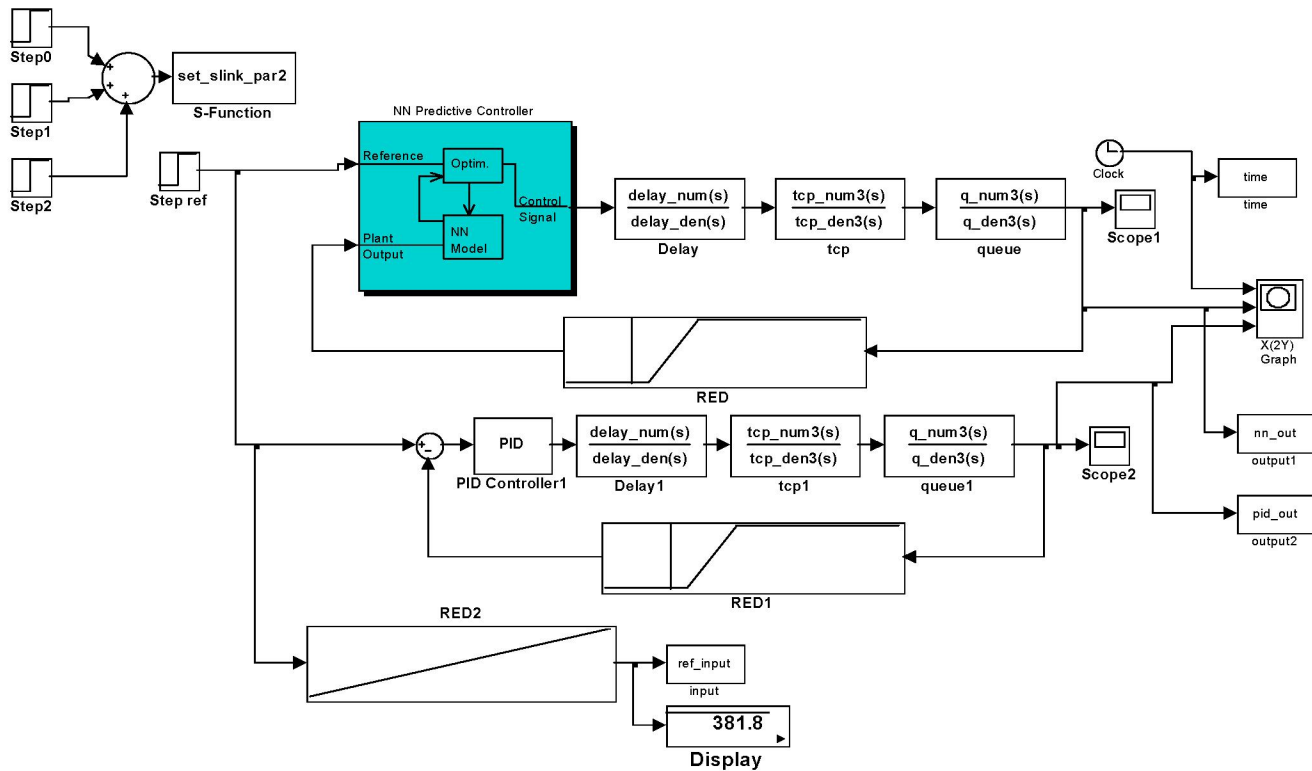 Step0
+
+
+
set_slink_par2
S-Function
Step1
Step2
Step ref
NN Predictive Controller
Reference
Optim.
Control
Signal
Plant
Output
NN
Model
delay_num(s)
delay_den(s)
Delay
tcp_num3(s)
tcp_den3(s)
tcp
q_num3(s)
q_den3(s)
queue
Clock
Scope1
time
time
X(2Y)
Graph
RED
+
−
PID
PID Controller1
delay_num(s)
delay_den(s)
Delay1
tcp_num3(s)
tcp_den3(s)
tcp1
q_num3(s)
q_den3(s)
queue1
Scope2
nn_out
output1
pid_out
output2
RED1
RED2
ref_input
input
381.8
Display